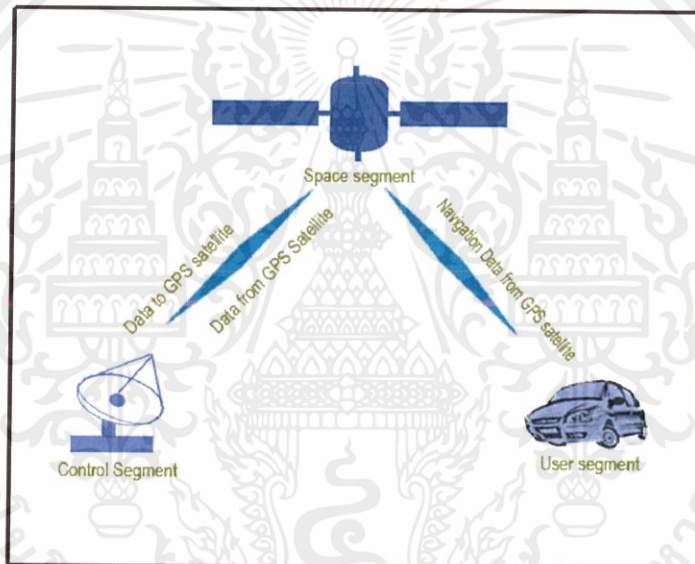 Space segment
Data to GPS satellite
Data from GPS Satellite
Navigation Data from GPS satellite
Control Segment
User segment